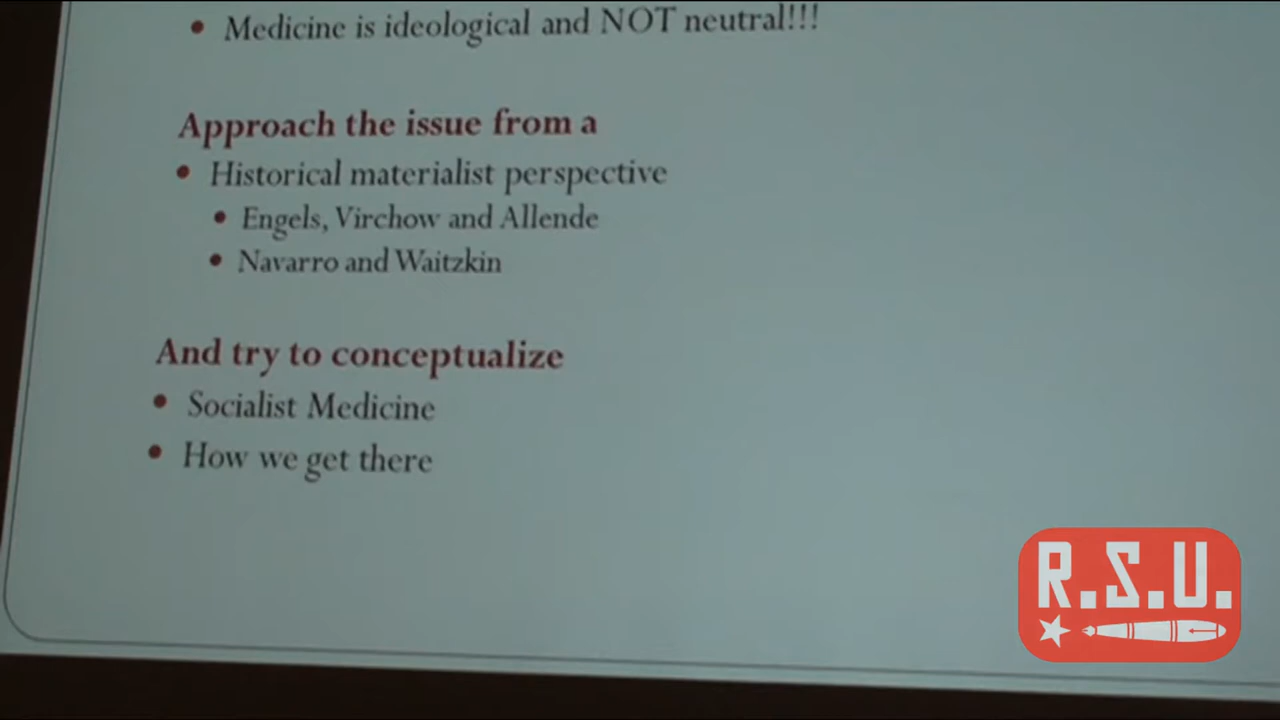 • Medicine is ideological and NOT neutral!!!
Approach the issue from a
• Historical materialist perspective
• Engels, Virchow and Allende
• Navarro and Waitzkin
And try to conceptualize
• Socialist Medicine
• How we get there
R.S.U.